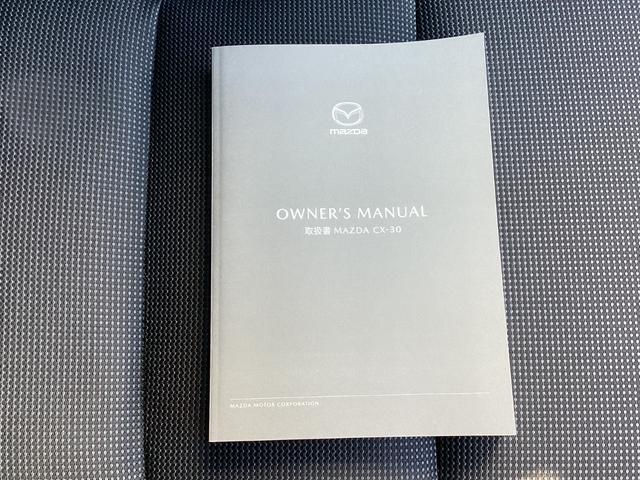 mazda
OWNER'S MANUAL
取扱書 MAZDA CX-30
MAZDA MOTOR CORPORATION